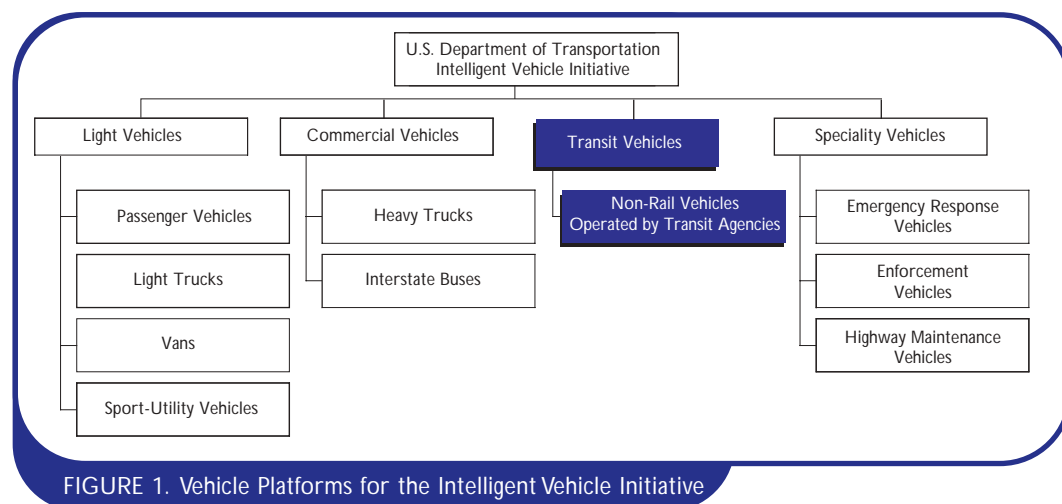 U.S. Department of Transportation
Intelligent Vehicle Initiative
Light Vehicles
Commercial Vehicles
Transit Vehicles
Speciality Vehicles
Passenger Vehicles
Light Trucks
Vans
Sport-Utility Vehicles
Heavy Trucks
Interstate Buses
Non-Rail Vehicles
Operated by Transit Agencies
Emergency Response
Vehicles
Enforcement
Vehicles
Highway Maintenance
Vehicles
FIGURE 1. Vehicle Platforms for the Intelligent Vehicle Initiative